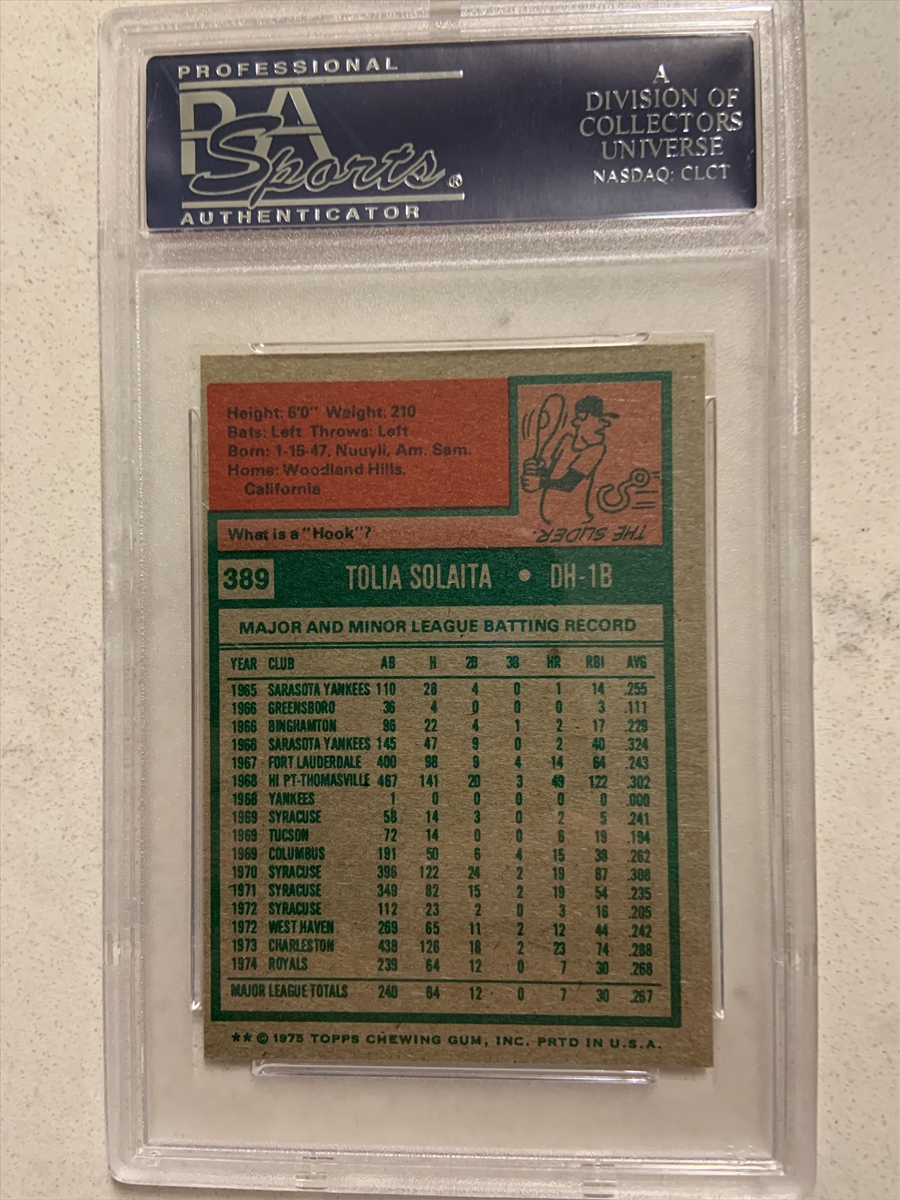 PROFESSIONAL
PSA
Sports®
AUTHENTICATOR
A
DIVISION OF
COLLECTORS
UNIVERSE
NASDAQ: CLCT
Height: 6'0" Weight: 210
Bats: Left Throws: Left
Born: 1-15-47, Nuuyli, Am. Sam.
Home: Woodland Hills,
California
What is a "Hook"?
THE SLIDER.
389 TOLIA SOLAITA • DH-1B
MAJOR AND MINOR LEAGUE BATTING RECORD
YEAR CLUB AB H 2B 3B HR RBI AVG
1965 SARASOTA YANKEES 110 28 4 0 1 14 .255
1966 GREENSBORO 36 4 0 0 0 3 .111
1966 BINGHAMTON 96 22 4 1 2 17 .229
1966 SARASOTA YANKEES 145 47 9 0 2 40 .324
1967 FORT LAUDERDALE 400 98 9 4 14 64 .243
1968 HI PT-THOMASVILLE 467 141 20 3 49 122 .302
1968 YANKEES 1 0 0 0 0 0 .000
1969 SYRACUSE 58 14 3 0 2 5 .241
1969 TUCSON 72 14 0 0 6 19 .194
1969 COLUMBUS 191 50 6 4 15 38 .262
1970 SYRACUSE 396 122 24 2 19 87 .308
1971 SYRACUSE 349 82 15 2 19 54 .235
1972 SYRACUSE 112 23 2 0 3 16 .205
1972 WEST HAVEN 269 65 11 2 12 44 .242
1973 CHARLESTON 438 126 18 2 23 74 .288
1974 ROYALS 239 64 12 0 7 30 .268
MAJOR LEAGUE TOTALS 240 64 12 0 7 30 .267
** © 1975 TOPPS CHEWING GUM, INC. PRTD IN U.S.A.